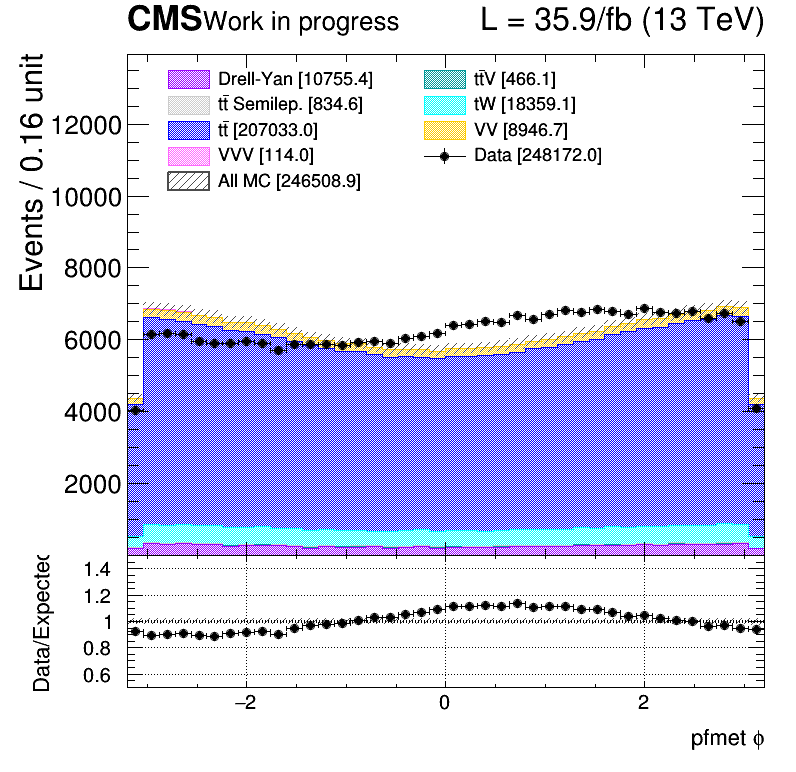 CMS Work in progress L = 35.9/fb (13 TeV)
Events / 0.16 unit
Drell-Yan [10755.4]
tt̄ Semilep. [834.6]
tt̄ [207033.0]
VVV [114.0]
All MC [246508.9]
tt̄V [466.1]
tW [18359.1]
VV [8946.7]
Data [248172.0]
12000
10000
8000
6000
4000
2000
Data/Expected
1.4
1.2
1
0.8
0.6
−2 0 2
pfmet ϕ